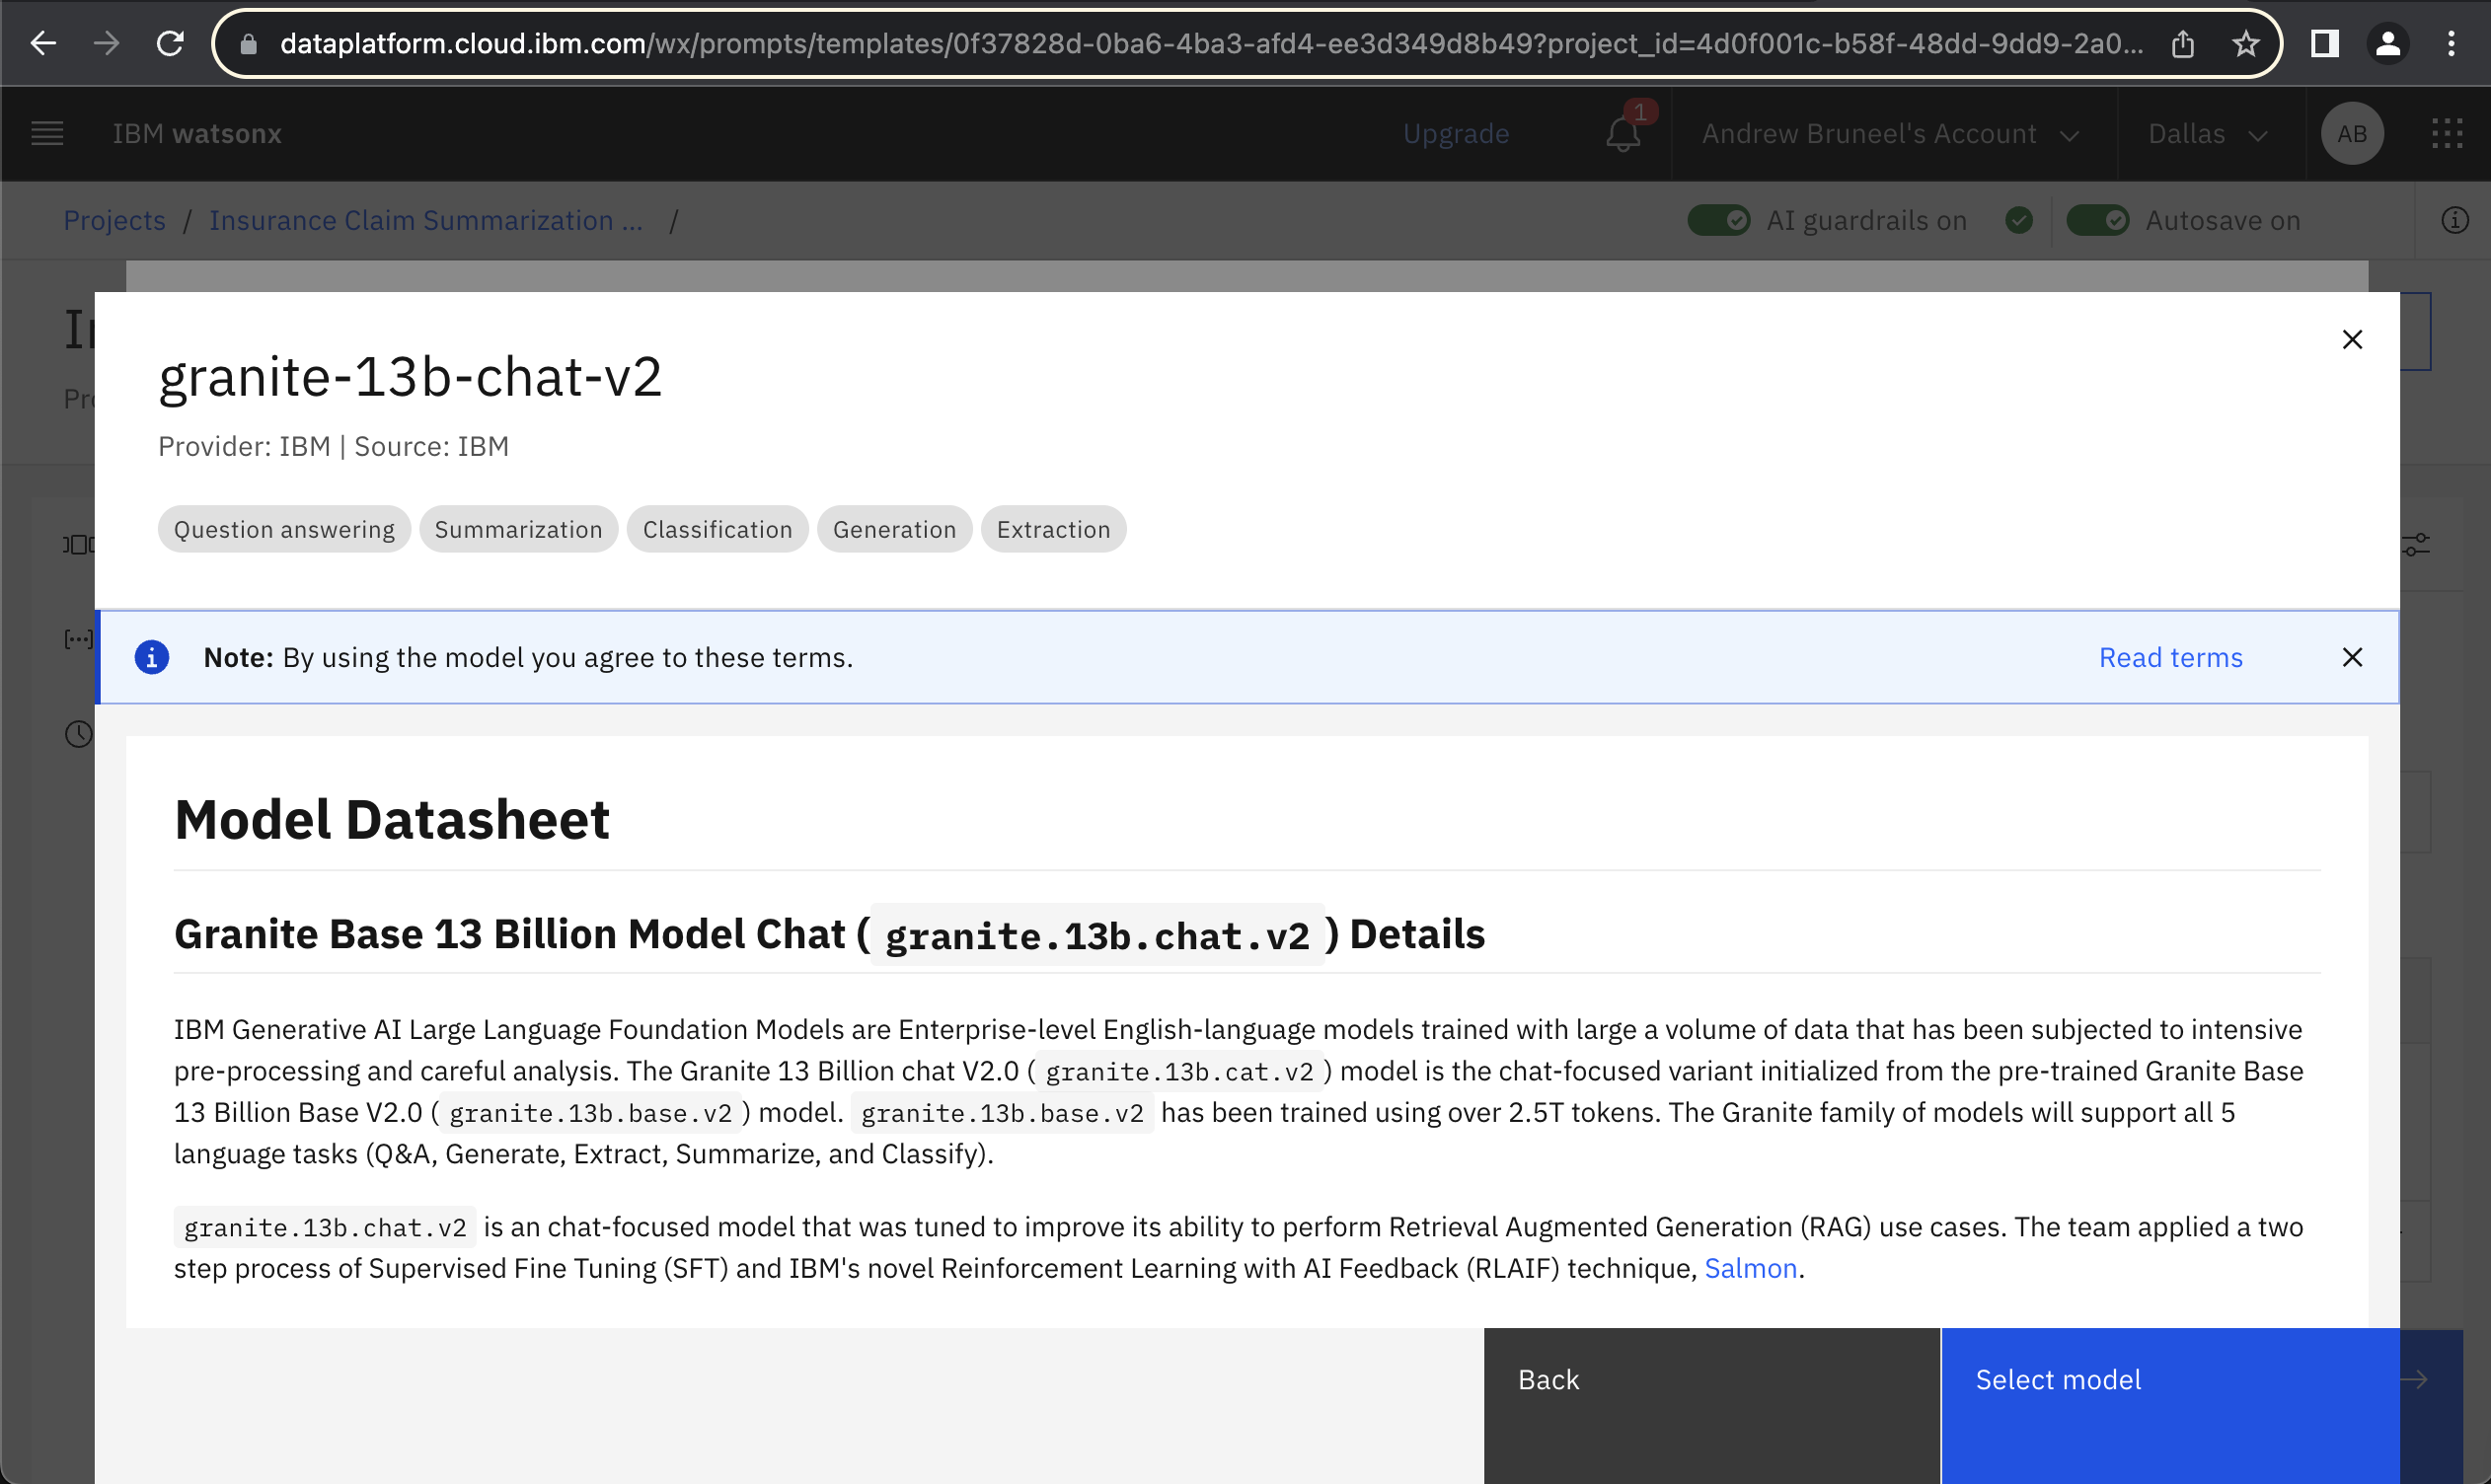 dataplatform.cloud.ibm.com/wx/prompts/templates/0f37828d-0ba6-4ba3-afd4-ee3d349d8b49?project_id=4d0f001c-b58f-48dd-9dd9-2a0...
IBM watsonx
Upgrade
1
Andrew Bruneel's Account
Dallas
AB
Projects / Insurance Claim Summarization ... /
AI guardrails on
Autosave on
granite-13b-chat-v2
Provider: IBM | Source: IBM
Question answering
Summarization
Classification
Generation
Extraction
Note: By using the model you agree to these terms.
Read terms
Model Datasheet
Granite Base 13 Billion Model Chat ( granite.13b.chat.v2 ) Details
IBM Generative AI Large Language Foundation Models are Enterprise-level English-language models trained with large a volume of data that has been subjected to intensive
pre-processing and careful analysis. The Granite 13 Billion chat V2.0 ( granite.13b.cat.v2 ) model is the chat-focused variant initialized from the pre-trained Granite Base
13 Billion Base V2.0 ( granite.13b.base.v2 ) model. granite.13b.base.v2 has been trained using over 2.5T tokens. The Granite family of models will support all 5
language tasks (Q&A, Generate, Extract, Summarize, and Classify).
granite.13b.chat.v2 is an chat-focused model that was tuned to improve its ability to perform Retrieval Augmented Generation (RAG) use cases. The team applied a two
step process of Supervised Fine Tuning (SFT) and IBM's novel Reinforcement Learning with AI Feedback (RLAIF) technique, Salmon.
Back
Select model